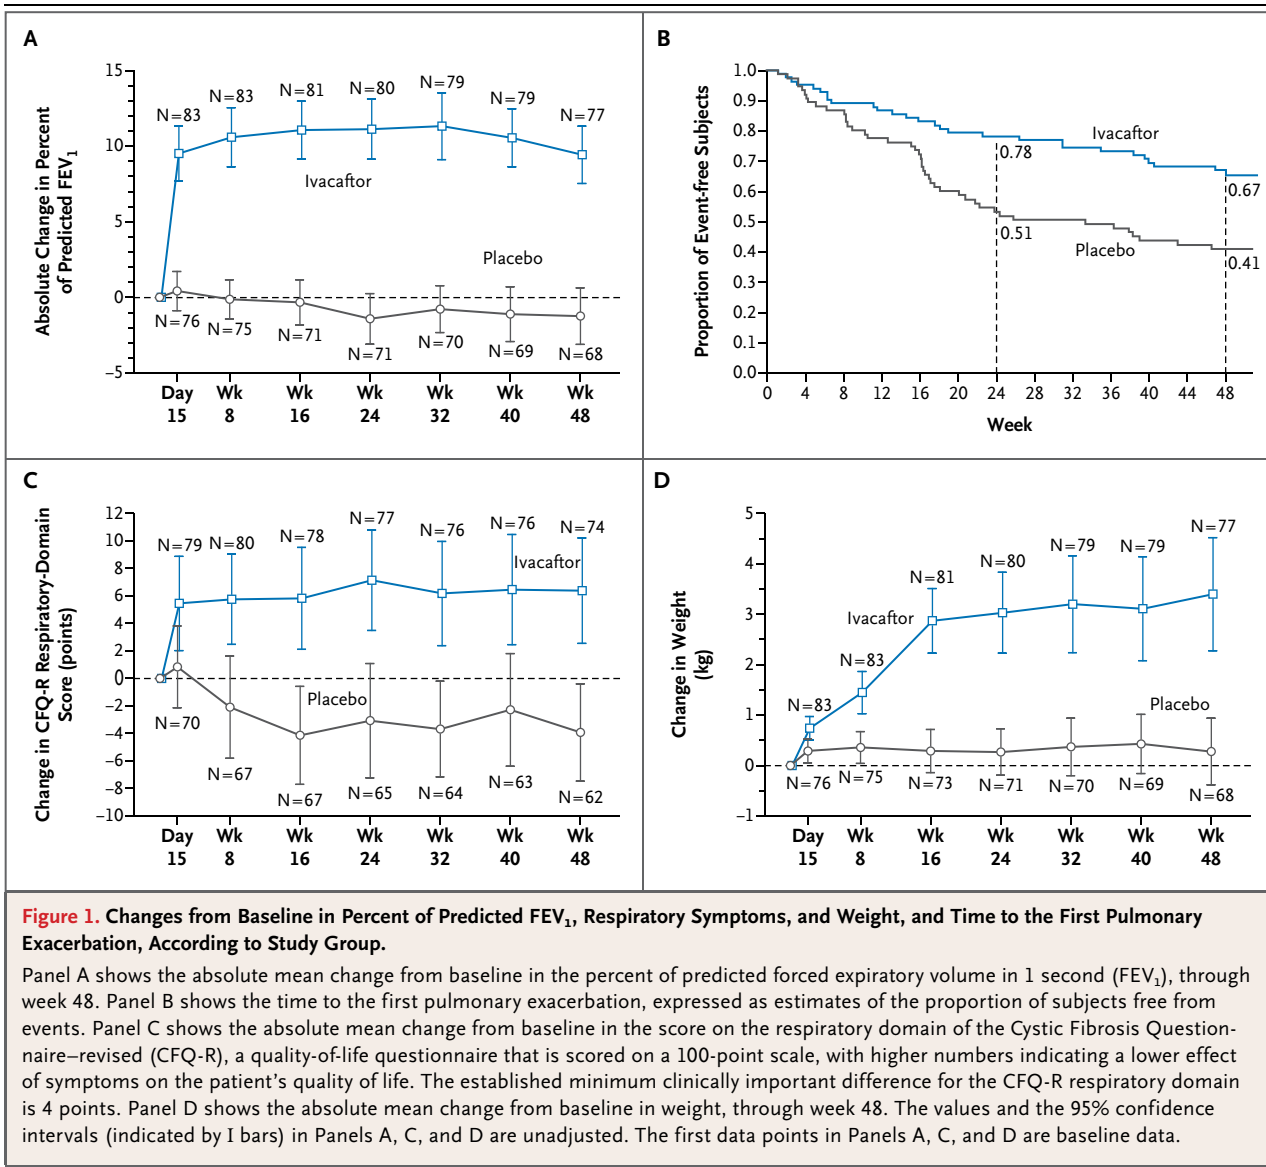 A
Absolute Change in Percent
of Predicted FEV1
15
10
5
0
−5
N=83
N=83
N=81
N=80
N=79
N=79
N=77
Ivacaftor
Placebo
N=76
N=75
N=71
N=71
N=70
N=69
N=68
Day
15
Wk
8
Wk
16
Wk
24
Wk
32
Wk
40
Wk
48
B
Proportion of Event-free Subjects
1.0
0.9
0.8
0.7
0.6
0.5
0.4
0.3
0.2
0.1
0.0
Ivacaftor
0.78
0.67
0.51
Placebo
0.41
0 4 8 12 16 20 24 28 32 36 40 44 48
Week
C
Change in CFQ-R Respiratory-Domain
Score (points)
12
10
8
6
4
2
0
−2
−4
−6
−8
−10
N=79
N=80
N=78
N=77
N=76
N=76
N=74
Ivacaftor
Placebo
N=70
N=67
N=67
N=65
N=64
N=63
N=62
Day
15
Wk
8
Wk
16
Wk
24
Wk
32
Wk
40
Wk
48
D
Change in Weight
(kg)
5
4
3
2
1
0
−1
N=83
N=83
N=81
N=80
N=79
N=79
N=77
Ivacaftor
Placebo
N=76
N=75
N=73
N=71
N=70
N=69
N=68
Day
15
Wk
8
Wk
16
Wk
24
Wk
32
Wk
40
Wk
48
Figure 1. Changes from Baseline in Percent of Predicted FEV1, Respiratory Symptoms, and Weight, and Time to the First Pulmonary
Exacerbation, According to Study Group.
Panel A shows the absolute mean change from baseline in the percent of predicted forced expiratory volume in 1 second (FEV1), through
week 48. Panel B shows the time to the first pulmonary exacerbation, expressed as estimates of the proportion of subjects free from
events. Panel C shows the absolute mean change from baseline in the score on the respiratory domain of the Cystic Fibrosis Question-
naire–revised (CFQ-R), a quality-of-life questionnaire that is scored on a 100-point scale, with higher numbers indicating a lower effect
of symptoms on the patient's quality of life. The established minimum clinically important difference for the CFQ-R respiratory domain
is 4 points. Panel D shows the absolute mean change from baseline in weight, through week 48. The values and the 95% confidence
intervals (indicated by I bars) in Panels A, C, and D are unadjusted. The first data points in Panels A, C, and D are baseline data.